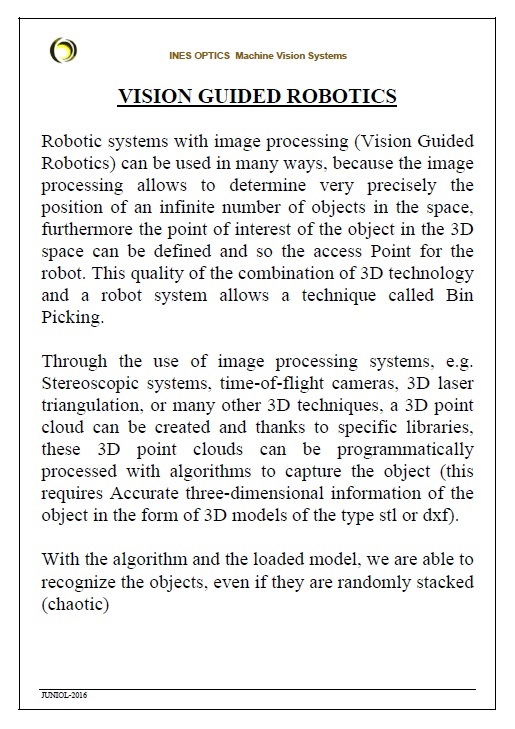 INES OPTICS Machine Vision Systems
VISION GUIDED ROBOTICS
Robotic systems with image processing (Vision Guided
Robotics) can be used in many ways, because the image
processing allows to determine very precisely the
position of an infinite number of objects in the space,
furthermore the point of interest of the object in the 3D
space can be defined and so the access Point for the
robot. This quality of the combination of 3D technology
and a robot system allows a technique called Bin
Picking.
Through the use of image processing systems, e.g.
Stereoscopic systems, time-of-flight cameras, 3D laser
triangulation, or many other 3D techniques, a 3D point
cloud can be created and thanks to specific libraries,
these 3D point clouds can be programmatically
processed with algorithms to capture the object (this
requires Accurate three-dimensional information of the
object in the form of 3D models of the type stl or dxf).
With the algorithm and the loaded model, we are able to
recognize the objects, even if they are randomly stacked
(chaotic)
JUNIOL-2016